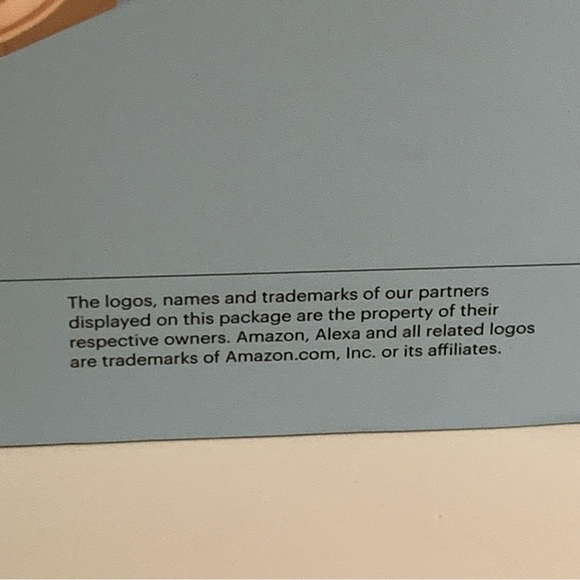 The logos, names and trademarks of our partners
displayed on this package are the property of their
respective owners. Amazon, Alexa and all related logos
are trademarks of Amazon.com, Inc. or its affiliates.